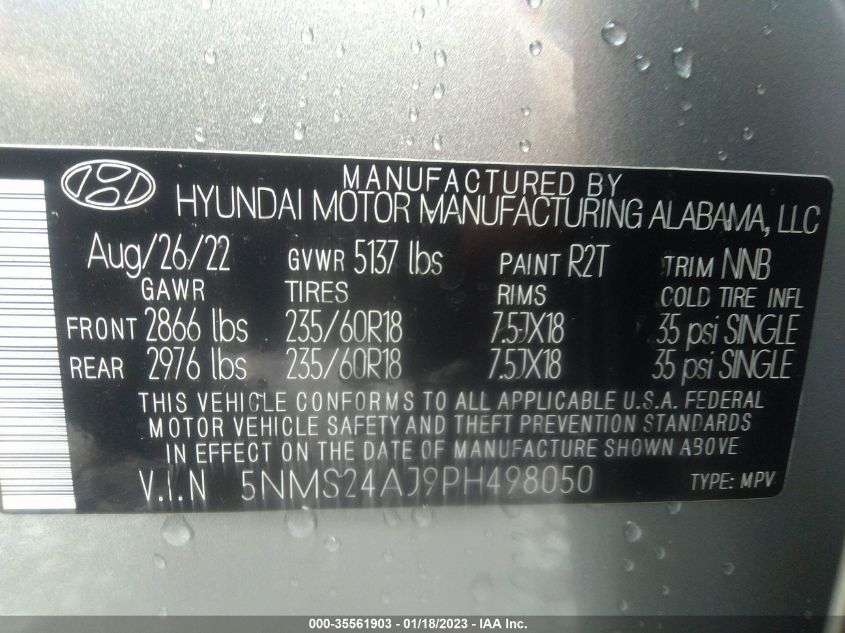 MANUFACTURED BY
HYUNDAI MOTOR MANUFACTURING ALABAMA, LLC
Aug/26/22 GVWR 5137 lbs PAINT R2T TRIM NNB
GAWR TIRES RIMS COLD TIRE INFL
FRONT 2866 lbs 235/60R18 7.5JX18 35 psi SINGLE
REAR 2976 lbs 235/60R18 7.5JX18 35 psi SINGLE
THIS VEHICLE CONFORMS TO ALL APPLICABLE U.S.A. FEDERAL
MOTOR VEHICLE SAFETY AND THEFT PREVENTION STANDARDS
IN EFFECT ON THE DATE OF MANUFACTURE SHOWN ABOVE
V.I.N 5NMS24AJ9PH498050 TYPE: MPV
000-35561903 - 01/18/2023 - IAA Inc.